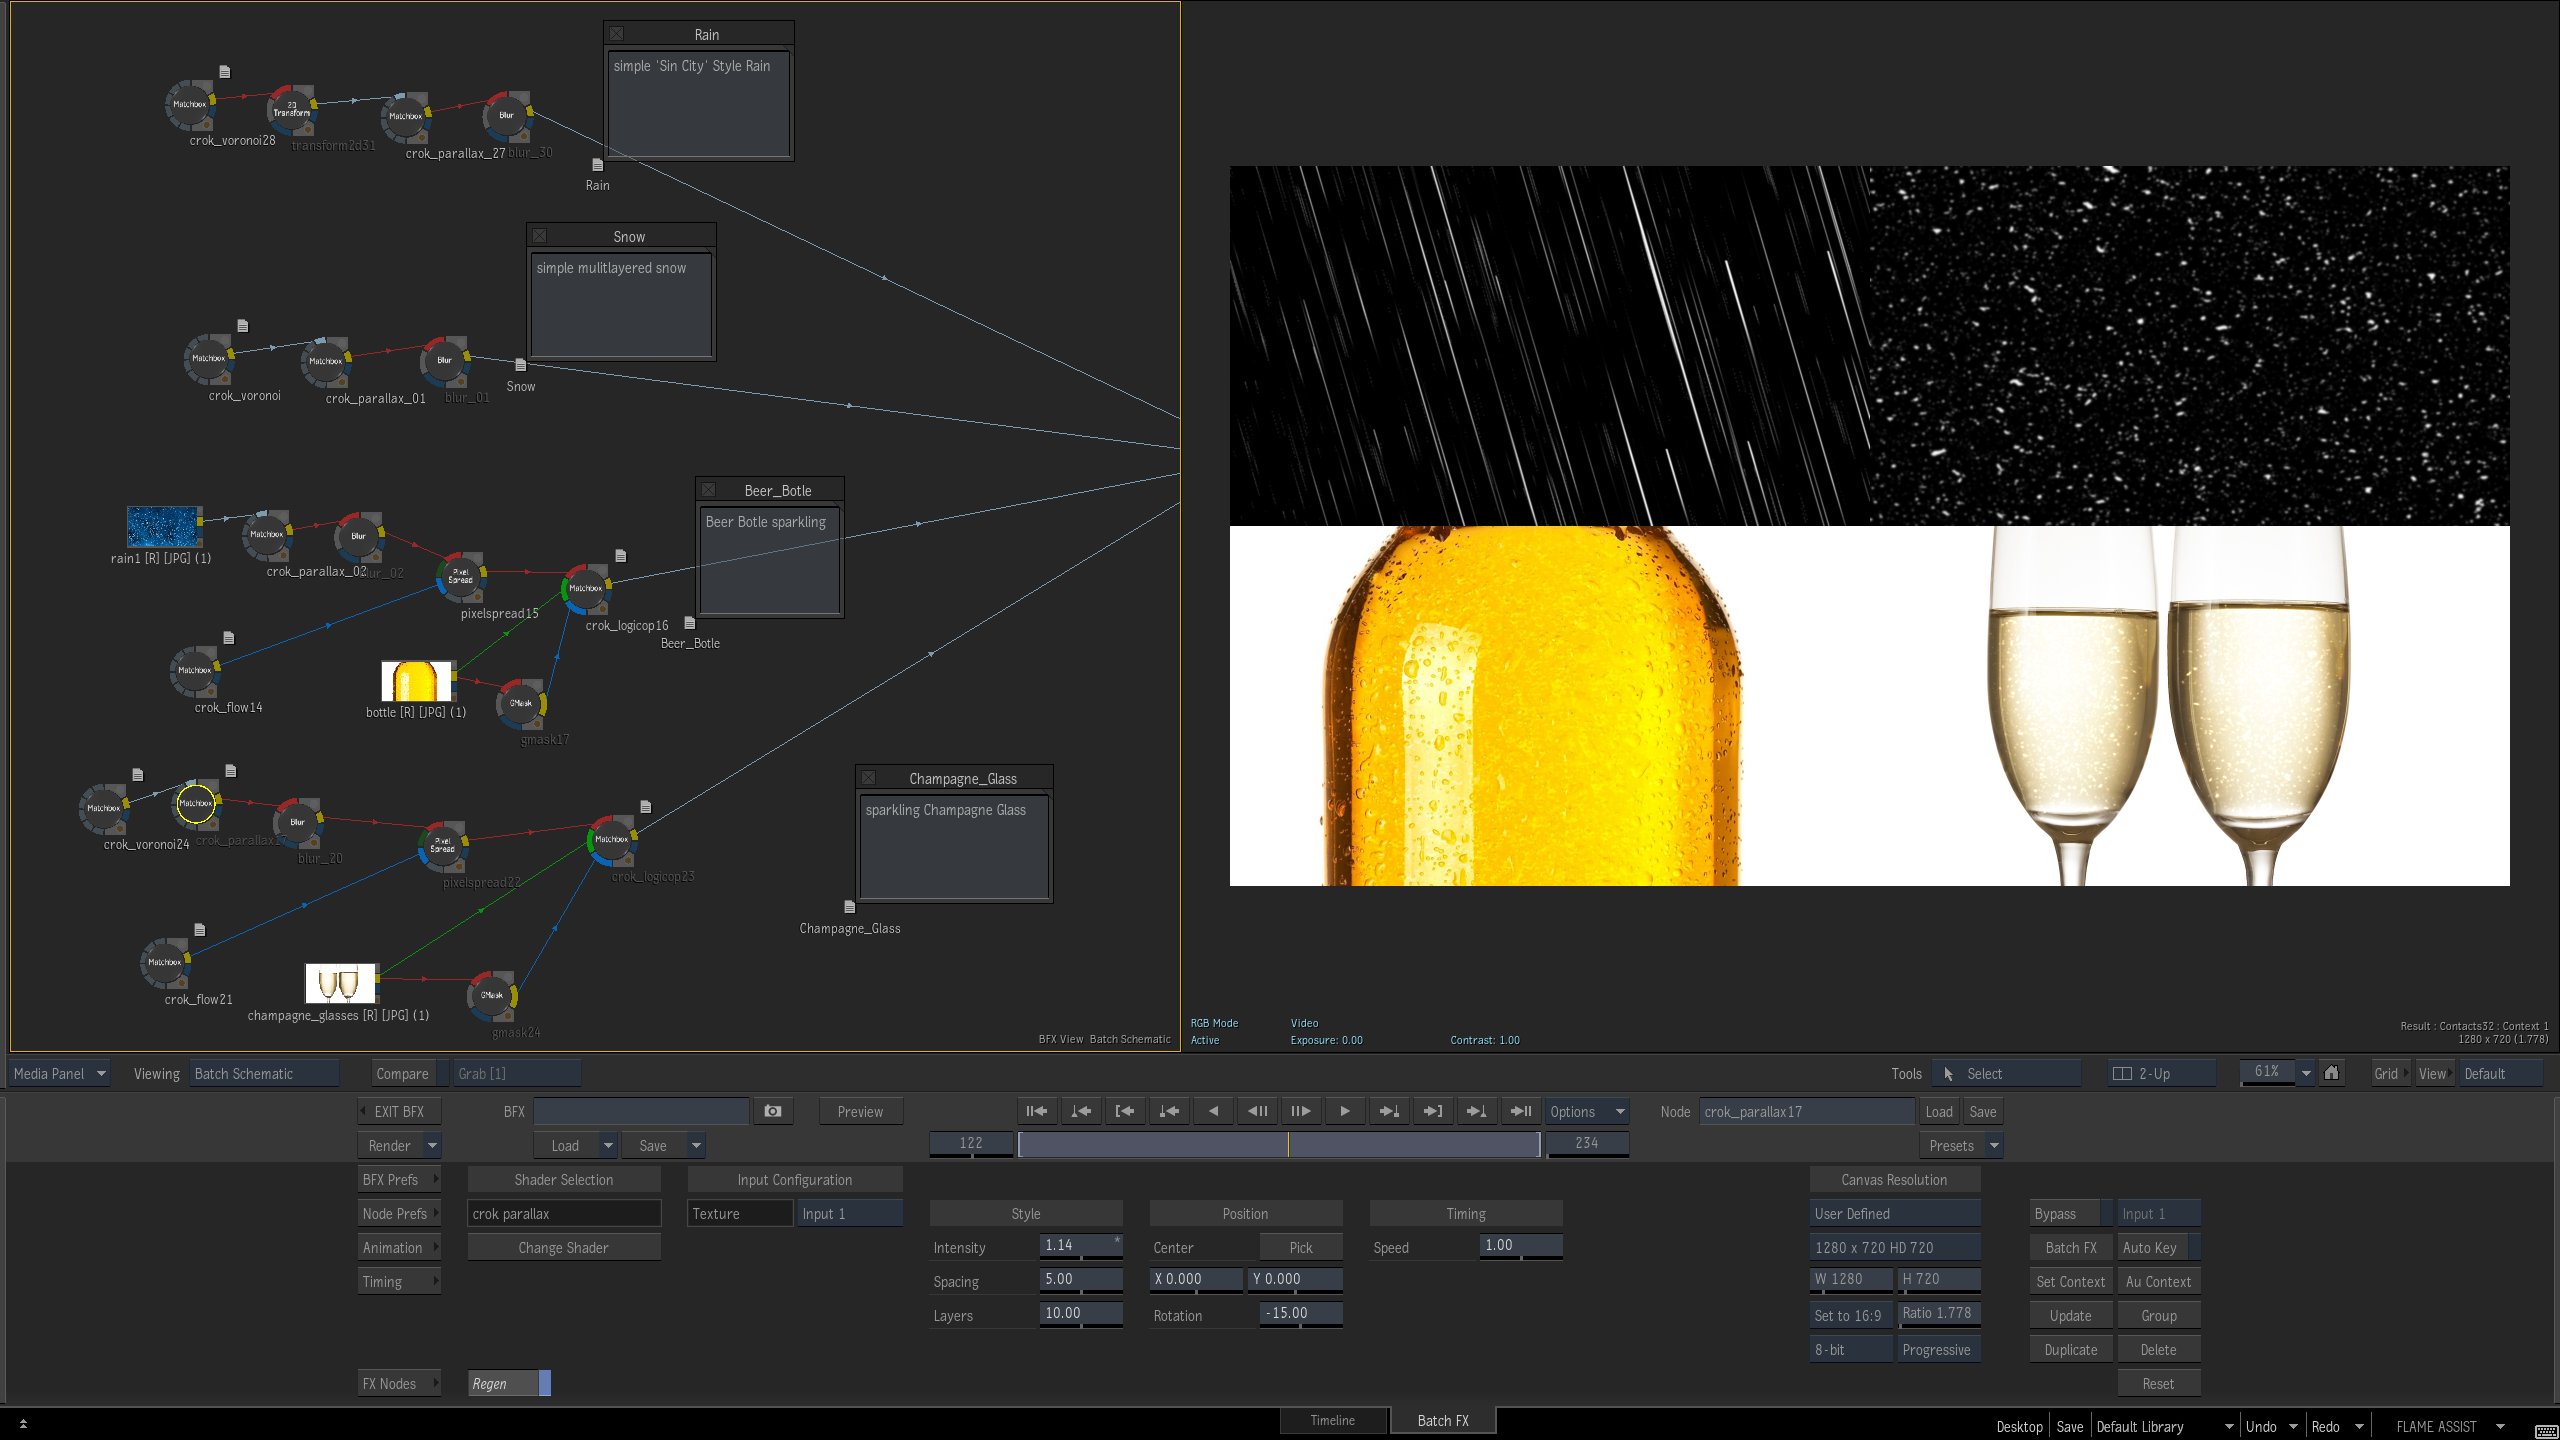 Rain
simple 'Sin City' Style Rain
Matchbox
2D Transform
Matchbox
Blur
crok_voronoi28
transform2d31
crok_parallax_27
blur_30
Rain
Snow
simple mulitlayered snow
Matchbox
Matchbox
Blur
crok_voronoi
crok_parallax_01
blur_01
Snow
Beer_Botle
Beer Botle sparkling
Matchbox
Blur
rain1 [R] [JPG] (1)
crok_parallax_02
blur_02
Pixel Spread
Matchbox
pixelspread15
crok_logicop16
Beer_Botle
Matchbox
crok_flow14
bottle [R] [JPG] (1)
GMask
gmask17
Champagne_Glass
sparkling Champagne Glass
Matchbox
Matchbox
Blur
Pixel Spread
Matchbox
crok_voronoi24
crok_parallax17
blur_20
pixelspread22
crok_logicop23
Champagne_Glass
Matchbox
crok_flow21
champagne_glasses [R] [JPG] (1)
GMask
gmask24
BFX View Batch Schematic
RGB Mode Video
Active Exposure: 0.00 Contrast: 1.00
Result : Contacts32 : Context 1
1280 x 720 (1.778)
Media Panel Viewing Batch Schematic Compare Grab [1] Tools Select 2-Up 61% Grid View Default
EXIT BFX BFX Preview Options Node crok_parallax17 Load Save
Render Load Save 122 234 Presets
BFX Prefs Shader Selection Input Configuration Canvas Resolution
Node Prefs crok parallax Texture Input 1 Style Position Timing User Defined Bypass Input 1
Animation Change Shader Intensity 1.14 * Center Pick Speed 1.00 1280 x 720 HD 720 Batch FX Auto Key
Timing Spacing 5.00 X 0.000 Y 0.000 W 1280 H 720 Set Context Au Context
Layers 10.00 Rotation -15.00 Set to 16:9 Ratio 1.778 Update Group
8-bit Progressive Duplicate Delete
FX Nodes Regen Reset
Timeline Batch FX Desktop Save Default Library Undo Redo FLAME ASSIST